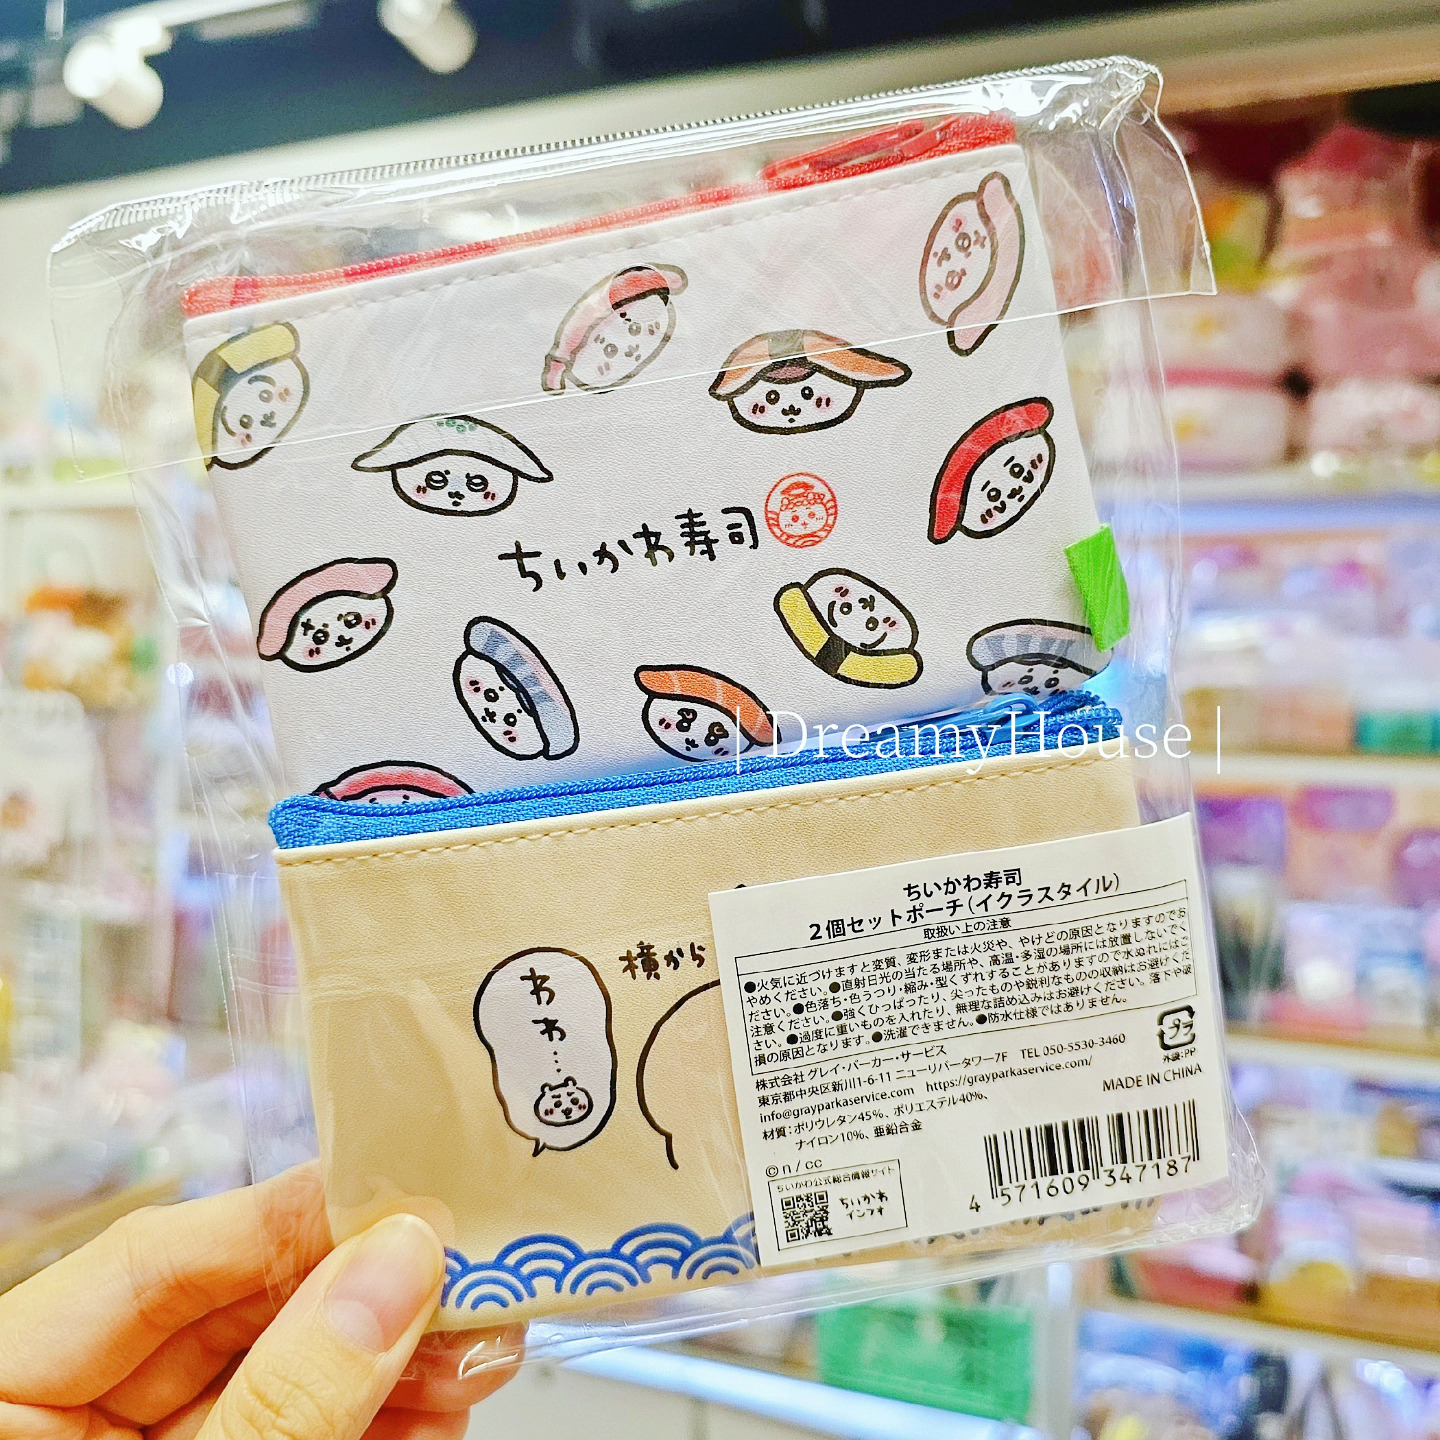 ちいかわ寿司
| DreamyHouse |
わ
わ
…
横から
ちいかわ寿司
2個セットポーチ(イクラスタイル)
取扱い上の注意
●火気に近づけますと変質、変形または火災や、やけどの原因となりますのでお
やめください。●直射日光の当たる場所や、高温・多湿の場所には放置しないでく
ださい。●色落ち・色うつり・縮み・型くずれすることがありますので水ぬれにはご
注意ください。●強くひっぱったり、尖ったものや鋭利なものの収納はお避けくだ
さい。●過度に重いものを入れたり、無理な詰め込みはお避けください。落下や破
損の原因となります。●洗濯できません。●防水仕様ではありません。
株式会社グレイ・パーカー・サービス
東京都中央区新川1-6-11 ニューリバータワー7F TEL 050-5530-3460
info@grayparkaservice.com https://grayparkaservice.com/
プラ
外装:PP
材質:ポリウレタン45%、ポリエステル40%、
ナイロン10%、亜鉛合金
MADE IN CHINA
© n / cc
ちいかわ公式総合情報サイト
ちいかわ
インフォ
4 571609 347187